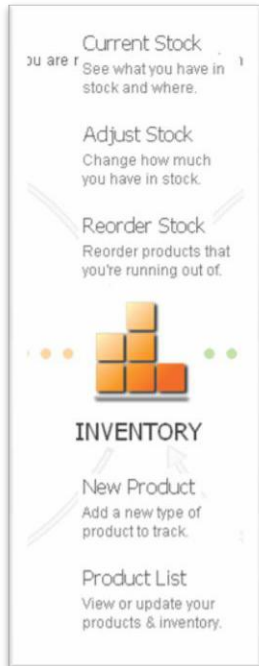 Current Stock
ou are r
See what you have in
stock and where.
Adjust Stock
Change how much
you have in stock.
Reorder Stock
Reorder products that
you're running out of.
INVENTORY
New Product
Add a new type of
product to track.
Product List
View or update your
products & inventory.